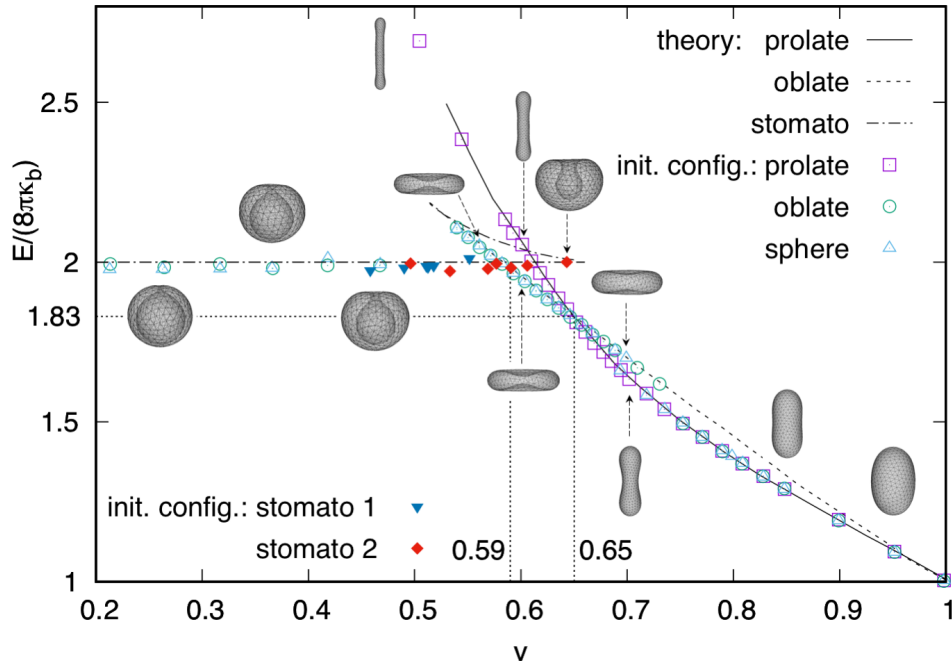 theory: prolate
oblate
stomato
init. config.: prolate
oblate
sphere
2.5
2
1.83
1.5
1
E/(8πκb)
init. config.: stomato 1
stomato 2
0.59
0.65
0.2
0.3
0.4
0.5
0.6
0.7
0.8
0.9
1
v